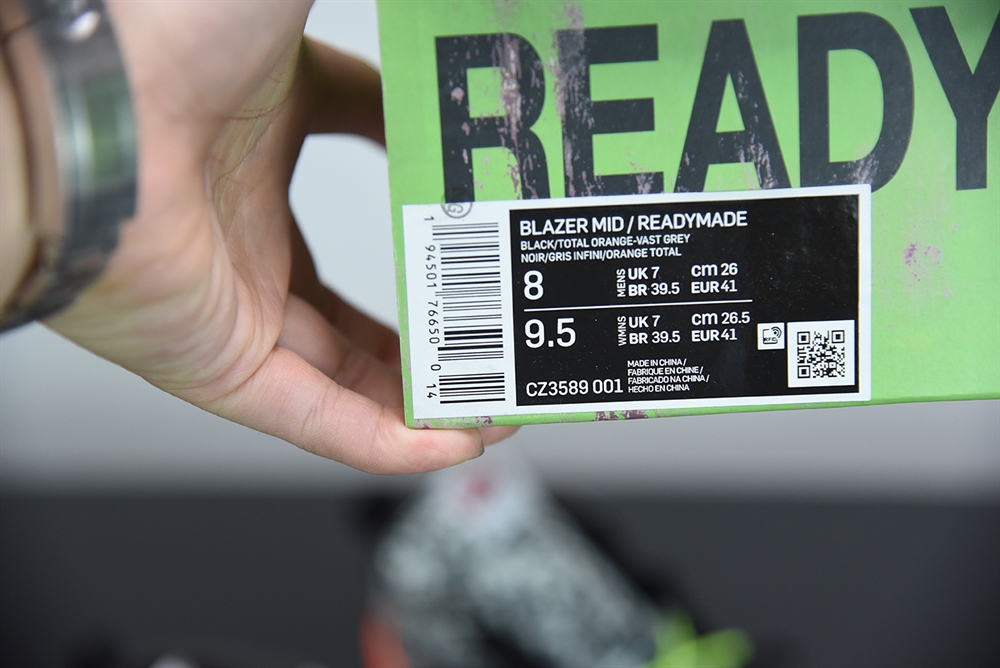 READY
BLAZER MID / READYMADE
BLACK/TOTAL ORANGE-VAST GREY
NOIR/GRIS INFINI/ORANGE TOTAL
8 MENS UK 7 cm 26
BR 39.5 EUR 41
9.5 WMNS UK 7 cm 26.5
BR 39.5 EUR 41
MADE IN CHINA /
FABRIQUE EN CHINE /
FABRICADO NA CHINA /
HECHO EN CHINA
CZ3589 001
1 94501 76650 0 14